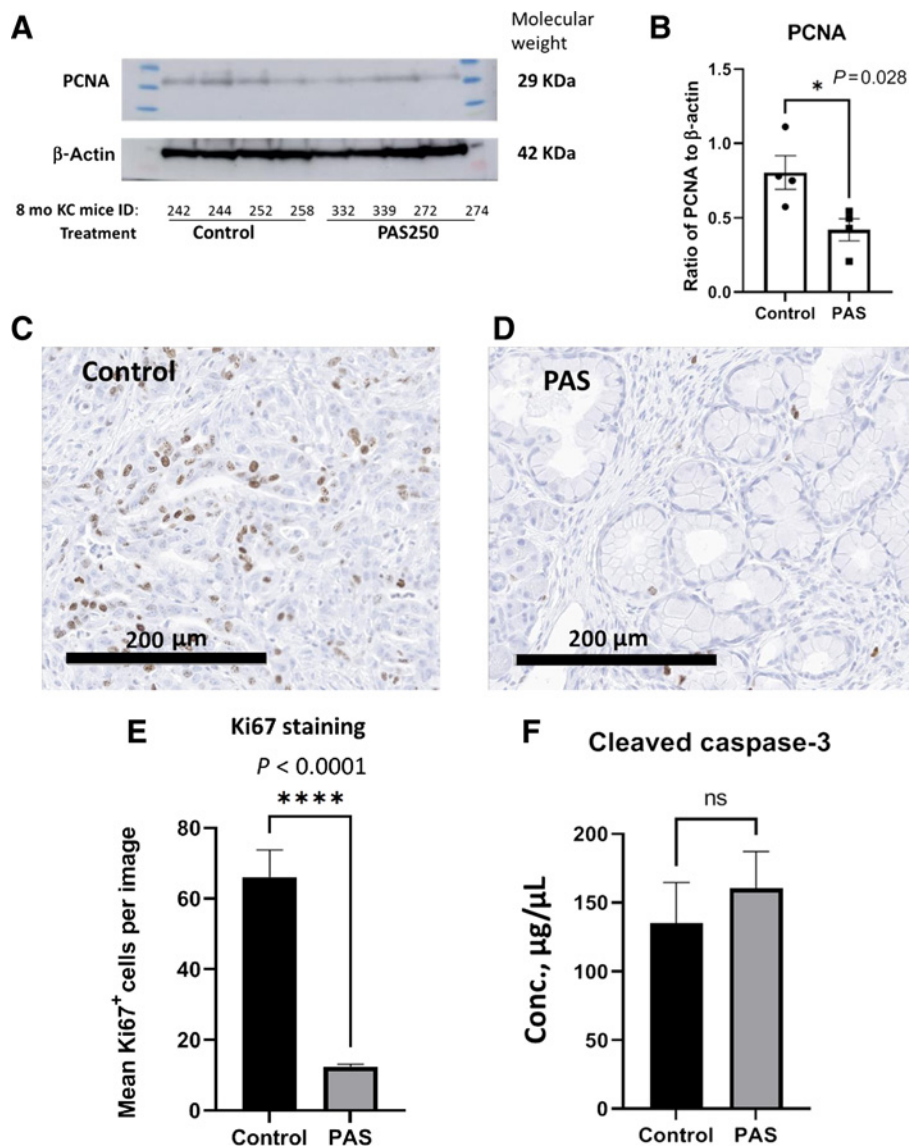 A
Molecular
weight
PCNA
29 KDa
β-Actin
42 KDa
8 mo KC mice ID: 242 244 252 258 332 339 272 274
Treatment Control PAS250
B
PCNA
P=0.028
*
Ratio of PCNA to β-actin
1.5
1.0
0.5
0.0
Control PAS
C
Control
200 μm
D
PAS
200 μm
E
Ki67 staining
P < 0.0001
****
Mean Ki67+ cells per image
80
60
40
20
0
Control PAS
F
Cleaved caspase-3
ns
Conc., μg/μL
200
150
100
50
0
Control PAS